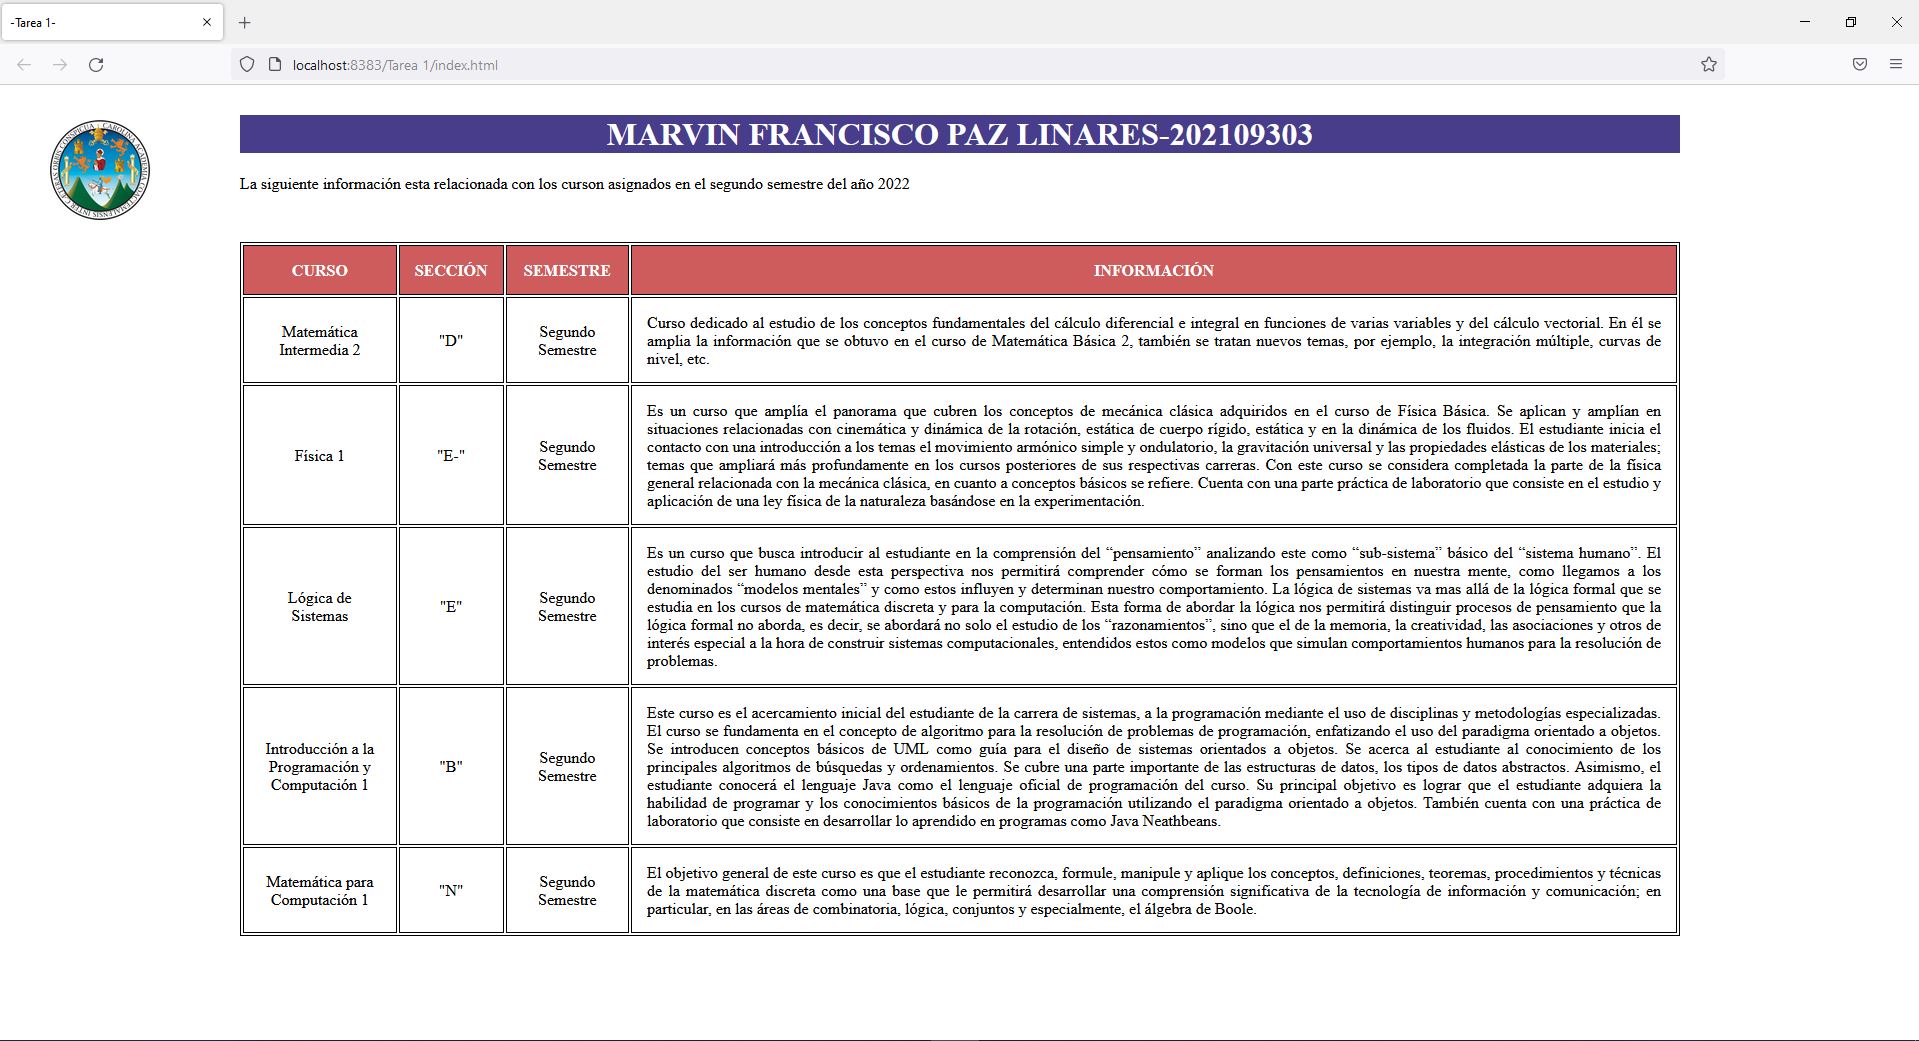 -Tarea 1-
localhost:8383/Tarea 1/index.html
MARVIN FRANCISCO PAZ LINARES-202109303
La siguiente información esta relacionada con los curson asignados en el segundo semestre del año 2022
CURSO SECCIÓN SEMESTRE INFORMACIÓN
Matemática
Intermedia 2
"D"
Segundo
Semestre
Curso dedicado al estudio de los conceptos fundamentales del cálculo diferencial e integral en funciones de varias variables y del cálculo vectorial. En él se
amplia la información que se obtuvo en el curso de Matemática Básica 2, también se tratan nuevos temas, por ejemplo, la integración múltiple, curvas de
nivel, etc.
Física 1
"E-"
Segundo
Semestre
Es un curso que amplía el panorama que cubren los conceptos de mecánica clásica adquiridos en el curso de Física Básica. Se aplican y amplían en
situaciones relacionadas con cinemática y dinámica de la rotación, estática de cuerpo rígido, estática y en la dinámica de los fluidos. El estudiante inicia el
contacto con una introducción a los temas el movimiento armónico simple y ondulatorio, la gravitación universal y las propiedades elásticas de los materiales;
temas que ampliará más profundamente en los cursos posteriores de sus respectivas carreras. Con este curso se considera completada la parte de la física
general relacionada con la mecánica clásica, en cuanto a conceptos básicos se refiere. Cuenta con una parte práctica de laboratorio que consiste en el estudio y
aplicación de una ley física de la naturaleza basándose en la experimentación.
Lógica de
Sistemas
"E"
Segundo
Semestre
Es un curso que busca introducir al estudiante en la comprensión del “pensamiento” analizando este como “sub-sistema” básico del “sistema humano”. El
estudio del ser humano desde esta perspectiva nos permitirá comprender cómo se forman los pensamientos en nuestra mente, como llegamos a los
denominados “modelos mentales” y como estos influyen y determinan nuestro comportamiento. La lógica de sistemas va mas allá de la lógica formal que se
estudia en los cursos de matemática discreta y para la computación. Esta forma de abordar la lógica nos permitirá distinguir procesos de pensamiento que la
lógica formal no aborda, es decir, se abordará no solo el estudio de los “razonamientos”, sino que el de la memoria, la creatividad, las asociaciones y otros de
interés especial a la hora de construir sistemas computacionales, entendidos estos como modelos que simulan comportamientos humanos para la resolución de
problemas.
Introducción a la
Programación y
Computación 1
"B"
Segundo
Semestre
Este curso es el acercamiento inicial del estudiante de la carrera de sistemas, a la programación mediante el uso de disciplinas y metodologías especializadas.
El curso se fundamenta en el concepto de algoritmo para la resolución de problemas de programación, enfatizando el uso del paradigma orientado a objetos.
Se introducen conceptos básicos de UML como guía para el diseño de sistemas orientados a objetos. Se acerca al estudiante al conocimiento de los
principales algoritmos de búsquedas y ordenamientos. Se cubre una parte importante de las estructuras de datos, los tipos de datos abstractos. Asimismo, el
estudiante conocerá el lenguaje Java como el lenguaje oficial de programación del curso. Su principal objetivo es lograr que el estudiante adquiera la
habilidad de programar y los conocimientos básicos de la programación utilizando el paradigma orientado a objetos. También cuenta con una práctica de
laboratorio que consiste en desarrollar lo aprendido en programas como Java Neathbeans.
Matemática para
Computación 1
"N"
Segundo
Semestre
El objetivo general de este curso es que el estudiante reconozca, formule, manipule y aplique los conceptos, definiciones, teoremas, procedimientos y técnicas
de la matemática discreta como una base que le permitirá desarrollar una comprensión significativa de la tecnología de información y comunicación; en
particular, en las áreas de combinatoria, lógica, conjuntos y especialmente, el álgebra de Boole.